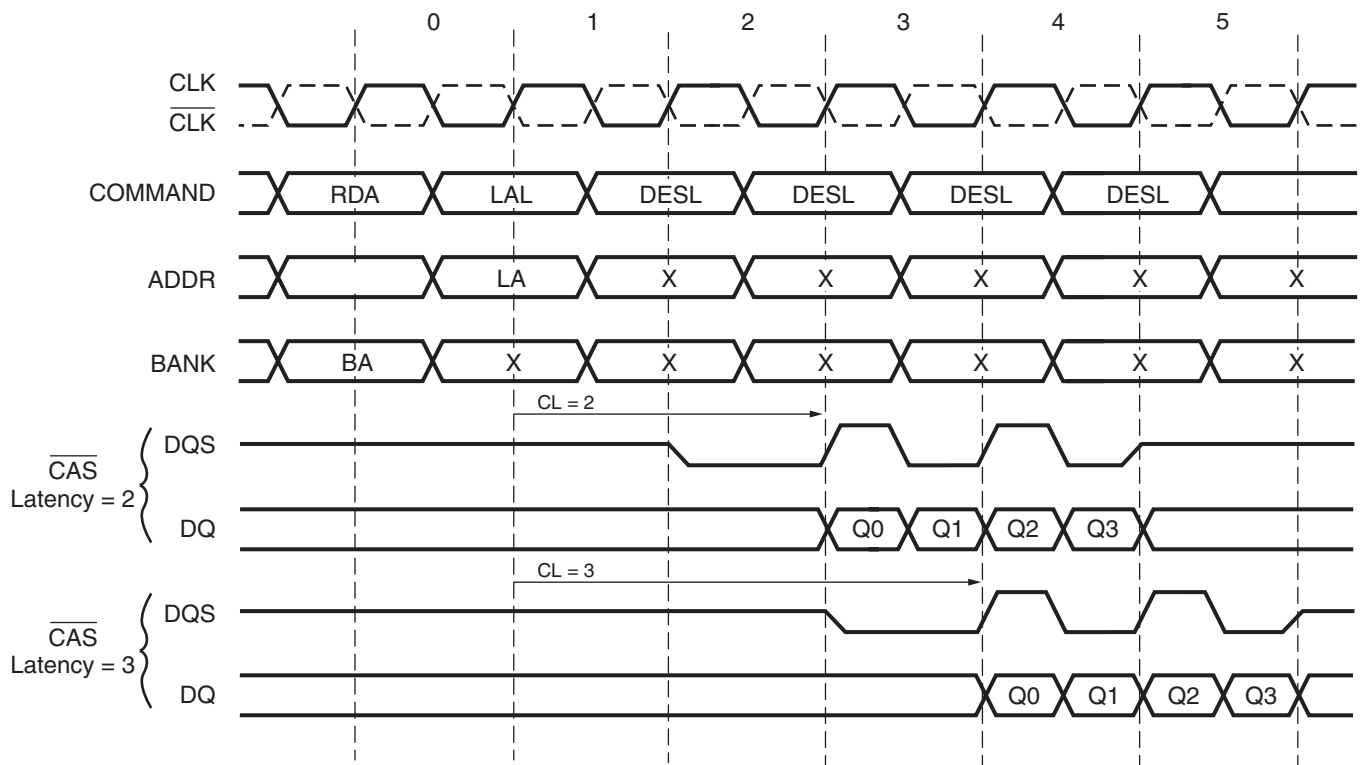 0 1 2 3 4 5
CLK
CLK
COMMAND RDA LAL DESL DESL DESL DESL
ADDR LA X X X X X
BANK BA X X X X X X
CL = 2
DQS
CAS
Latency = 2
DQ Q0 Q1 Q2 Q3
CL = 3
DQS
CAS
Latency = 3
DQ Q0 Q1 Q2 Q3